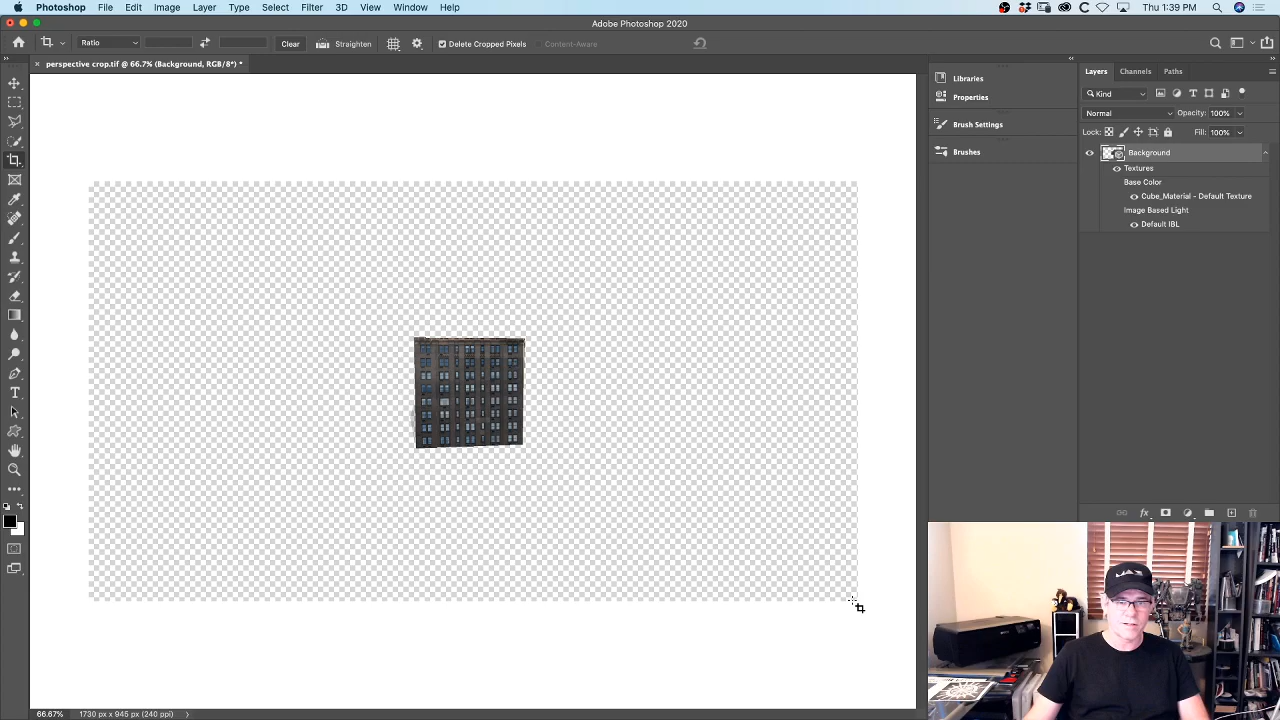 Photoshop File Edit Image Layer Type Select Filter 3D View Window Help Thu 1:39 PM
Adobe Photoshop 2020
Ratio Clear Straighten Delete Cropped Pixels Content-Aware
× perspective crop.tif @ 66.7% (Background, RGB/8*) *
Libraries
Properties
Brush Settings
Brushes
Layers Channels Paths
Kind
Normal Opacity: 100%
Lock: Fill: 100%
Background
Textures
Base Color
Cube_Material - Default Texture
Image Based Light
Default IBL
fx
66.67% 1730 px x 945 px (240 ppi)